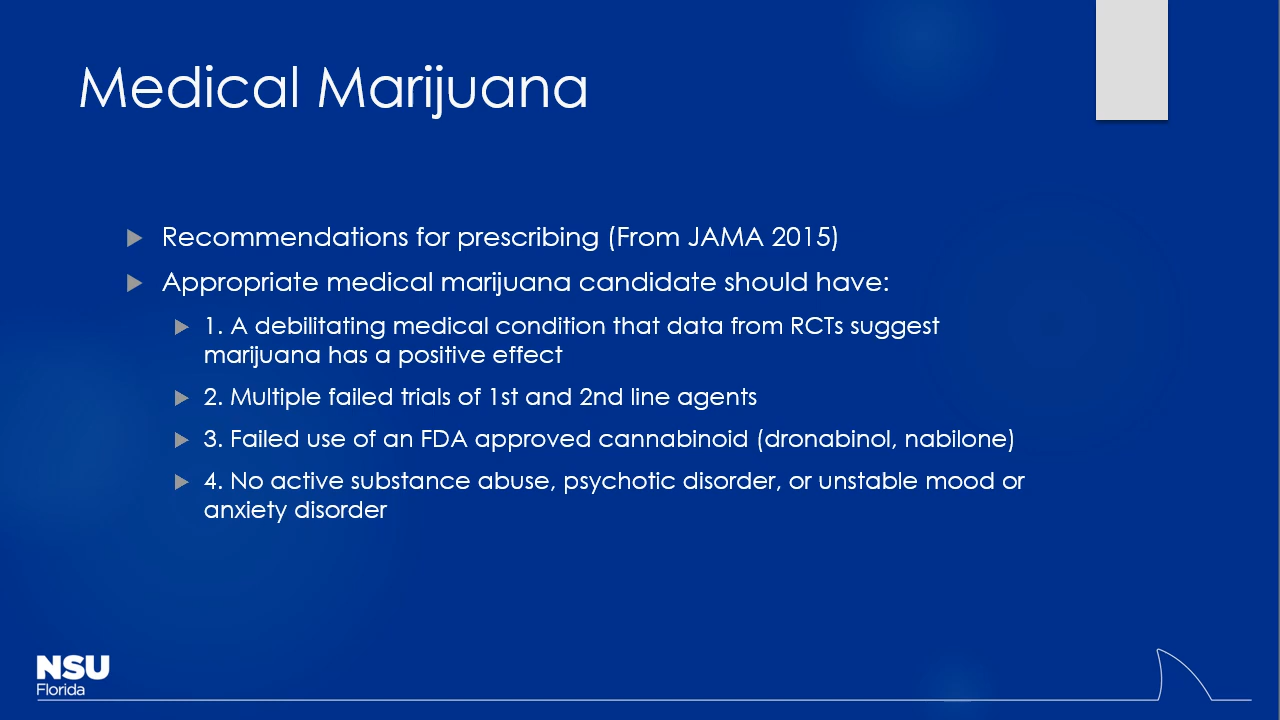 Medical Marijuana
Recommendations for prescribing (From JAMA 2015)
Appropriate medical marijuana candidate should have:
1. A debilitating medical condition that data from RCTs suggest
marijuana has a positive effect
2. Multiple failed trials of 1st and 2nd line agents
3. Failed use of an FDA approved cannabinoid (dronabinol, nabilone)
4. No active substance abuse, psychotic disorder, or unstable mood or
anxiety disorder
NSU
Florida